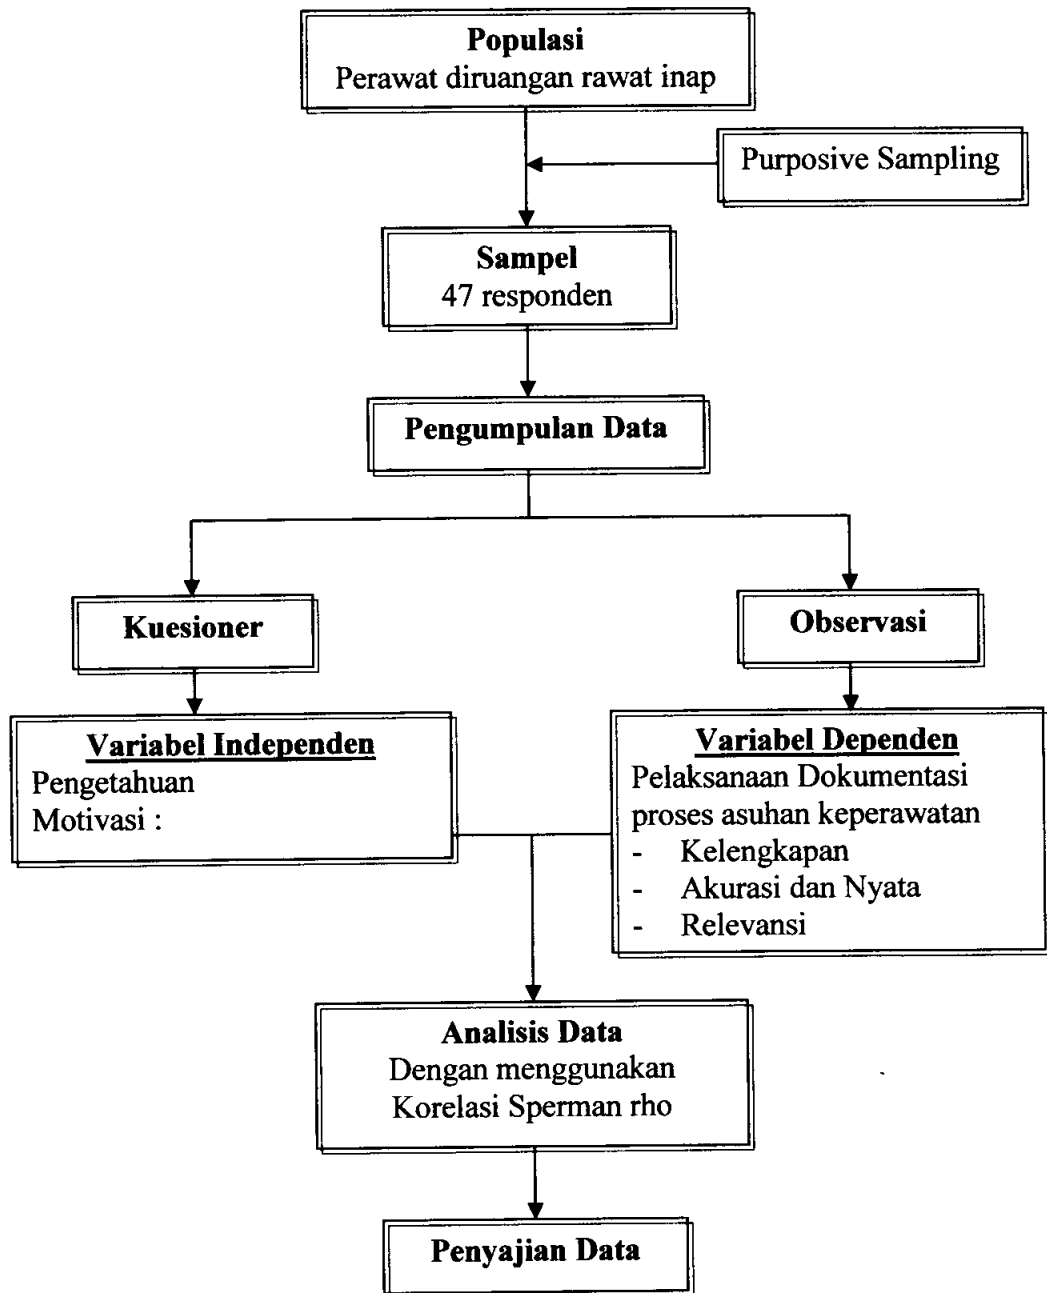 Populasi
Perawat diruangan rawat inap
Purposive Sampling
Sampel
47 responden
Pengumpulan Data
Kuesioner
Observasi
Variabel Independen
Pengetahuan
Motivasi :
Variabel Dependen
Pelaksanaan Dokumentasi
proses asuhan keperawatan
- Kelengkapan
- Akurasi dan Nyata
- Relevansi
Analisis Data
Dengan menggunakan
Korelasi Sperman rho
Penyajian Data